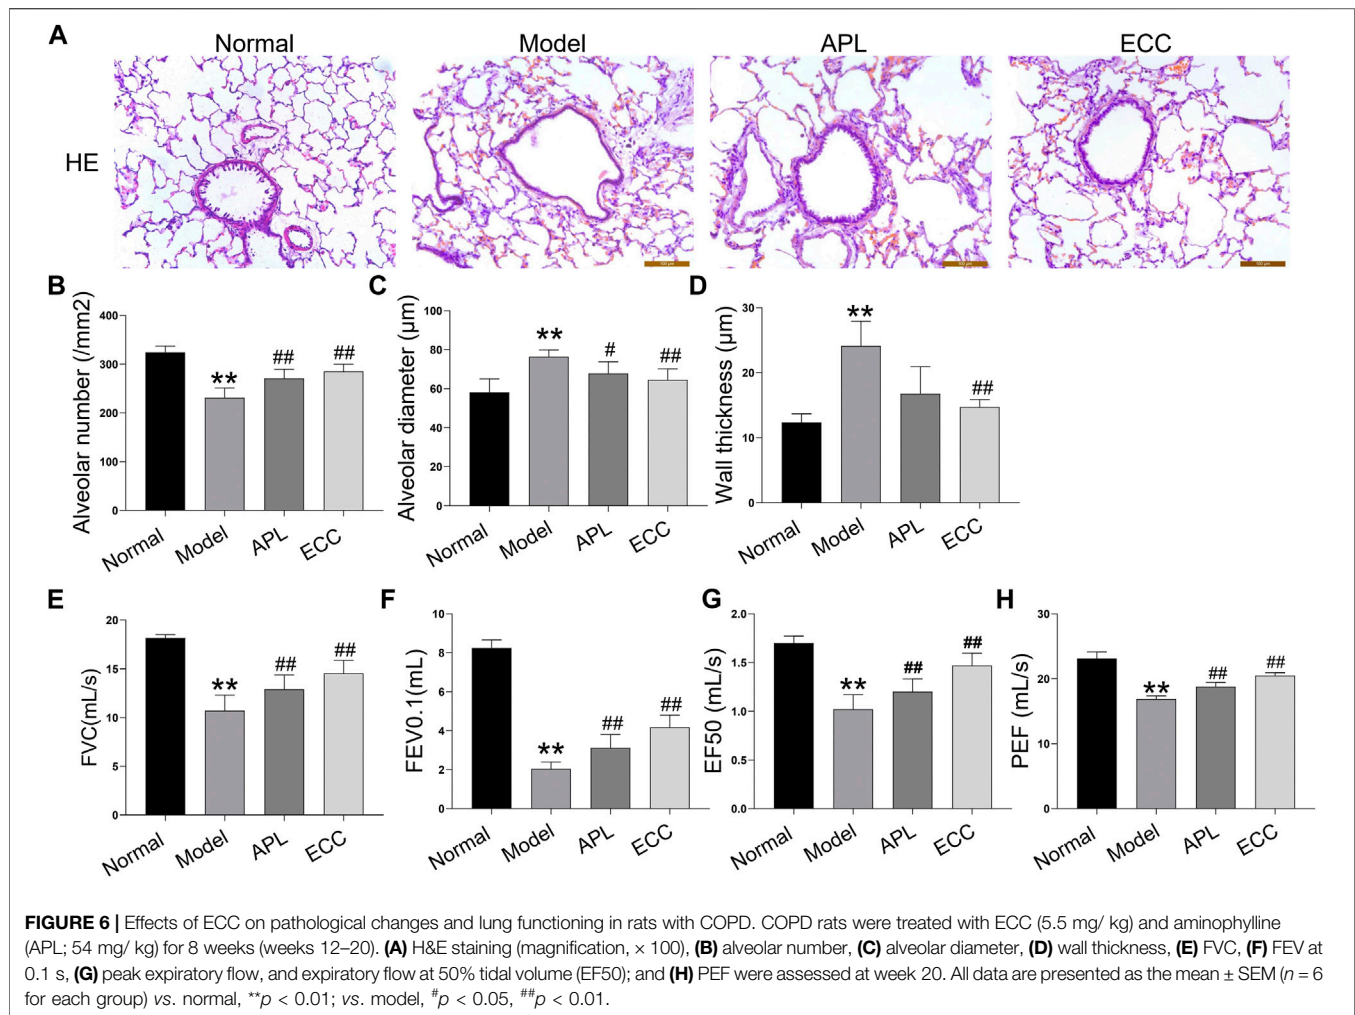 A
Normal
Model
APL
ECC
HE
100 µm
100 µm
100 µm
B
Alveolar number (/mm2)
400
300
200
100
0
**
##
##
Normal
Model
APL
ECC
C
Alveolar diameter (µm)
100
80
60
40
20
0
**
#
##
Normal
Model
APL
ECC
D
Wall thickness (µm)
30
20
10
0
**
##
Normal
Model
APL
ECC
E
FVC(mL/s)
20
15
10
5
0
**
##
##
Normal
Model
APL
ECC
F
FEV0.1(mL)
10
8
6
4
2
0
**
##
##
Normal
Model
APL
ECC
G
EF50 (mL/s)
2.0
1.5
1.0
0.5
0.0
**
##
##
Normal
Model
APL
ECC
H
PEF (mL/s)
30
20
10
0
**
##
##
Normal
Model
APL
ECC
FIGURE 6 | Effects of ECC on pathological changes and lung functioning in rats with COPD. COPD rats were treated with ECC (5.5 mg/ kg) and aminophylline
(APL; 54 mg/ kg) for 8 weeks (weeks 12–20). (A) H&E staining (magnification, × 100), (B) alveolar number, (C) alveolar diameter, (D) wall thickness, (E) FVC, (F) FEV at
0.1 s, (G) peak expiratory flow, and expiratory flow at 50% tidal volume (EF50); and (H) PEF were assessed at week 20. All data are presented as the mean ± SEM (n = 6
for each group) vs. normal, **p < 0.01; vs. model, #p < 0.05, ##p < 0.01.